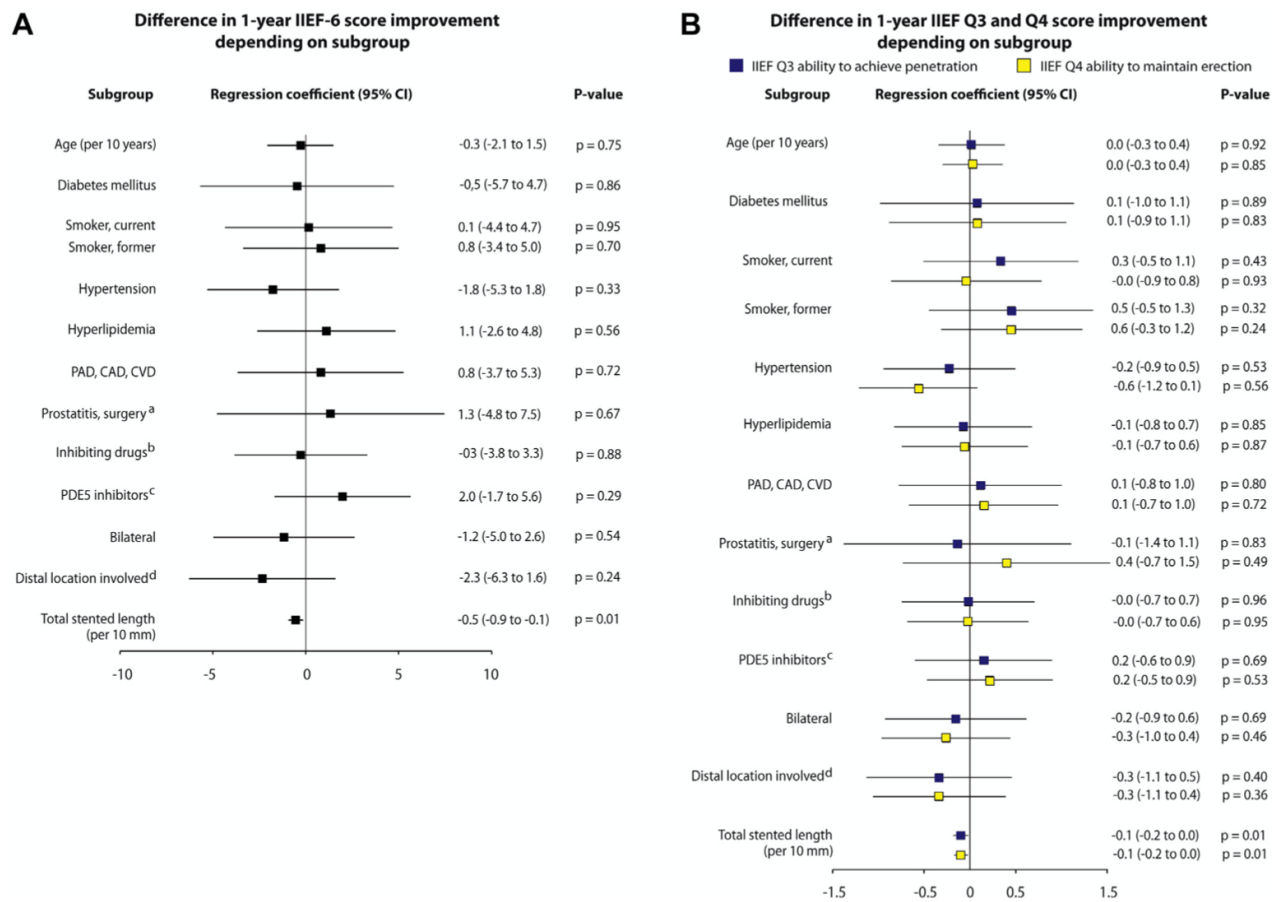 A
Difference in 1-year IIEF-6 score improvement
depending on subgroup
Subgroup Regression coefficient (95% CI) P-value
Age (per 10 years) -0.3 (-2.1 to 1.5) p = 0.75
Diabetes mellitus -0,5 (-5.7 to 4.7) p = 0.86
Smoker, current 0.1 (-4.4 to 4.7) p = 0.95
Smoker, former 0.8 (-3.4 to 5.0) p = 0.70
Hypertension -1.8 (-5.3 to 1.8) p = 0.33
Hyperlipidemia 1.1 (-2.6 to 4.8) p = 0.56
PAD, CAD, CVD 0.8 (-3.7 to 5.3) p = 0.72
Prostatitis, surgery a 1.3 (-4.8 to 7.5) p = 0.67
Inhibiting drugs b -03 (-3.8 to 3.3) p = 0.88
PDE5 inhibitors c 2.0 (-1.7 to 5.6) p = 0.29
Bilateral -1.2 (-5.0 to 2.6) p = 0.54
Distal location involved d -2.3 (-6.3 to 1.6) p = 0.24
Total stented length -0.5 (-0.9 to -0.1) p = 0.01
(per 10 mm)
-10 -5 0 5 10
B
Difference in 1-year IIEF Q3 and Q4 score improvement
depending on subgroup
IIEF Q3 ability to achieve penetration IIEF Q4 ability to maintain erection
Subgroup Regression coefficient (95% CI) P-value
Age (per 10 years) 0.0 (-0.3 to 0.4) p = 0.92
0.0 (-0.3 to 0.4) p = 0.85
Diabetes mellitus 0.1 (-1.0 to 1.1) p = 0.89
0.1 (-0.9 to 1.1) p = 0.83
Smoker, current 0.3 (-0.5 to 1.1) p = 0.43
-0.0 (-0.9 to 0.8) p = 0.93
Smoker, former 0.5 (-0.5 to 1.3) p = 0.32
0.6 (-0.3 to 1.2) p = 0.24
Hypertension -0.2 (-0.9 to 0.5) p = 0.53
-0.6 (-1.2 to 0.1) p = 0.56
Hyperlipidemia -0.1 (-0.8 to 0.7) p = 0.85
-0.1 (-0.7 to 0.6) p = 0.87
PAD, CAD, CVD 0.1 (-0.8 to 1.0) p = 0.80
0.1 (-0.7 to 1.0) p = 0.72
Prostatitis, surgery a -0.1 (-1.4 to 1.1) p = 0.83
0.4 (-0.7 to 1.5) p = 0.49
Inhibiting drugs b -0.0 (-0.7 to 0.7) p = 0.96
-0.0 (-0.7 to 0.6) p = 0.95
PDE5 inhibitors c 0.2 (-0.6 to 0.9) p = 0.69
0.2 (-0.5 to 0.9) p = 0.53
Bilateral -0.2 (-0.9 to 0.6) p = 0.69
-0.3 (-1.0 to 0.4) p = 0.46
Distal location involved d -0.3 (-1.1 to 0.5) p = 0.40
-0.3 (-1.1 to 0.4) p = 0.36
Total stented length -0.1 (-0.2 to 0.0) p = 0.01
(per 10 mm) -0.1 (-0.2 to 0.0) p = 0.01
-1.5 -0.5 0 0.5 1.5